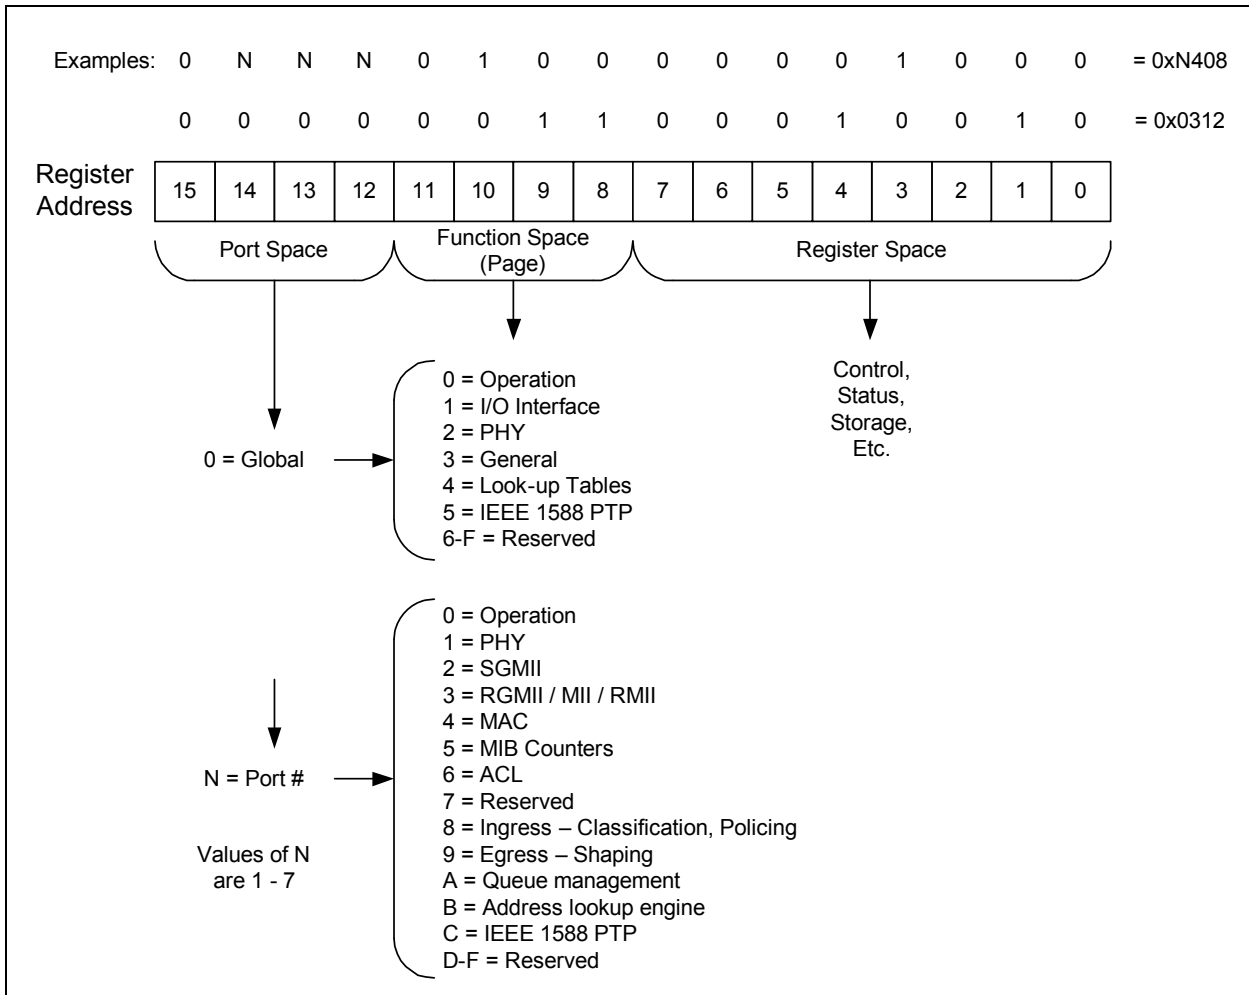 Examples: 0 N N N 0 1 0 0 0 0 0 0 1 0 0 0 = 0xN408
0 0 0 0 0 0 1 1 0 0 0 1 0 0 1 0 = 0x0312
Register
Address
15 14 13 12 11 10 9 8 7 6 5 4 3 2 1 0
Port Space
Function Space
(Page)
Register Space
0 = Global
0 = Operation
1 = I/O Interface
2 = PHY
3 = General
4 = Look-up Tables
5 = IEEE 1588 PTP
6-F = Reserved
Control,
Status,
Storage,
Etc.
N = Port #
Values of N
are 1 - 7
0 = Operation
1 = PHY
2 = SGMII
3 = RGMII / MII / RMII
4 = MAC
5 = MIB Counters
6 = ACL
7 = Reserved
8 = Ingress – Classification, Policing
9 = Egress – Shaping
A = Queue management
B = Address lookup engine
C = IEEE 1588 PTP
D-F = Reserved